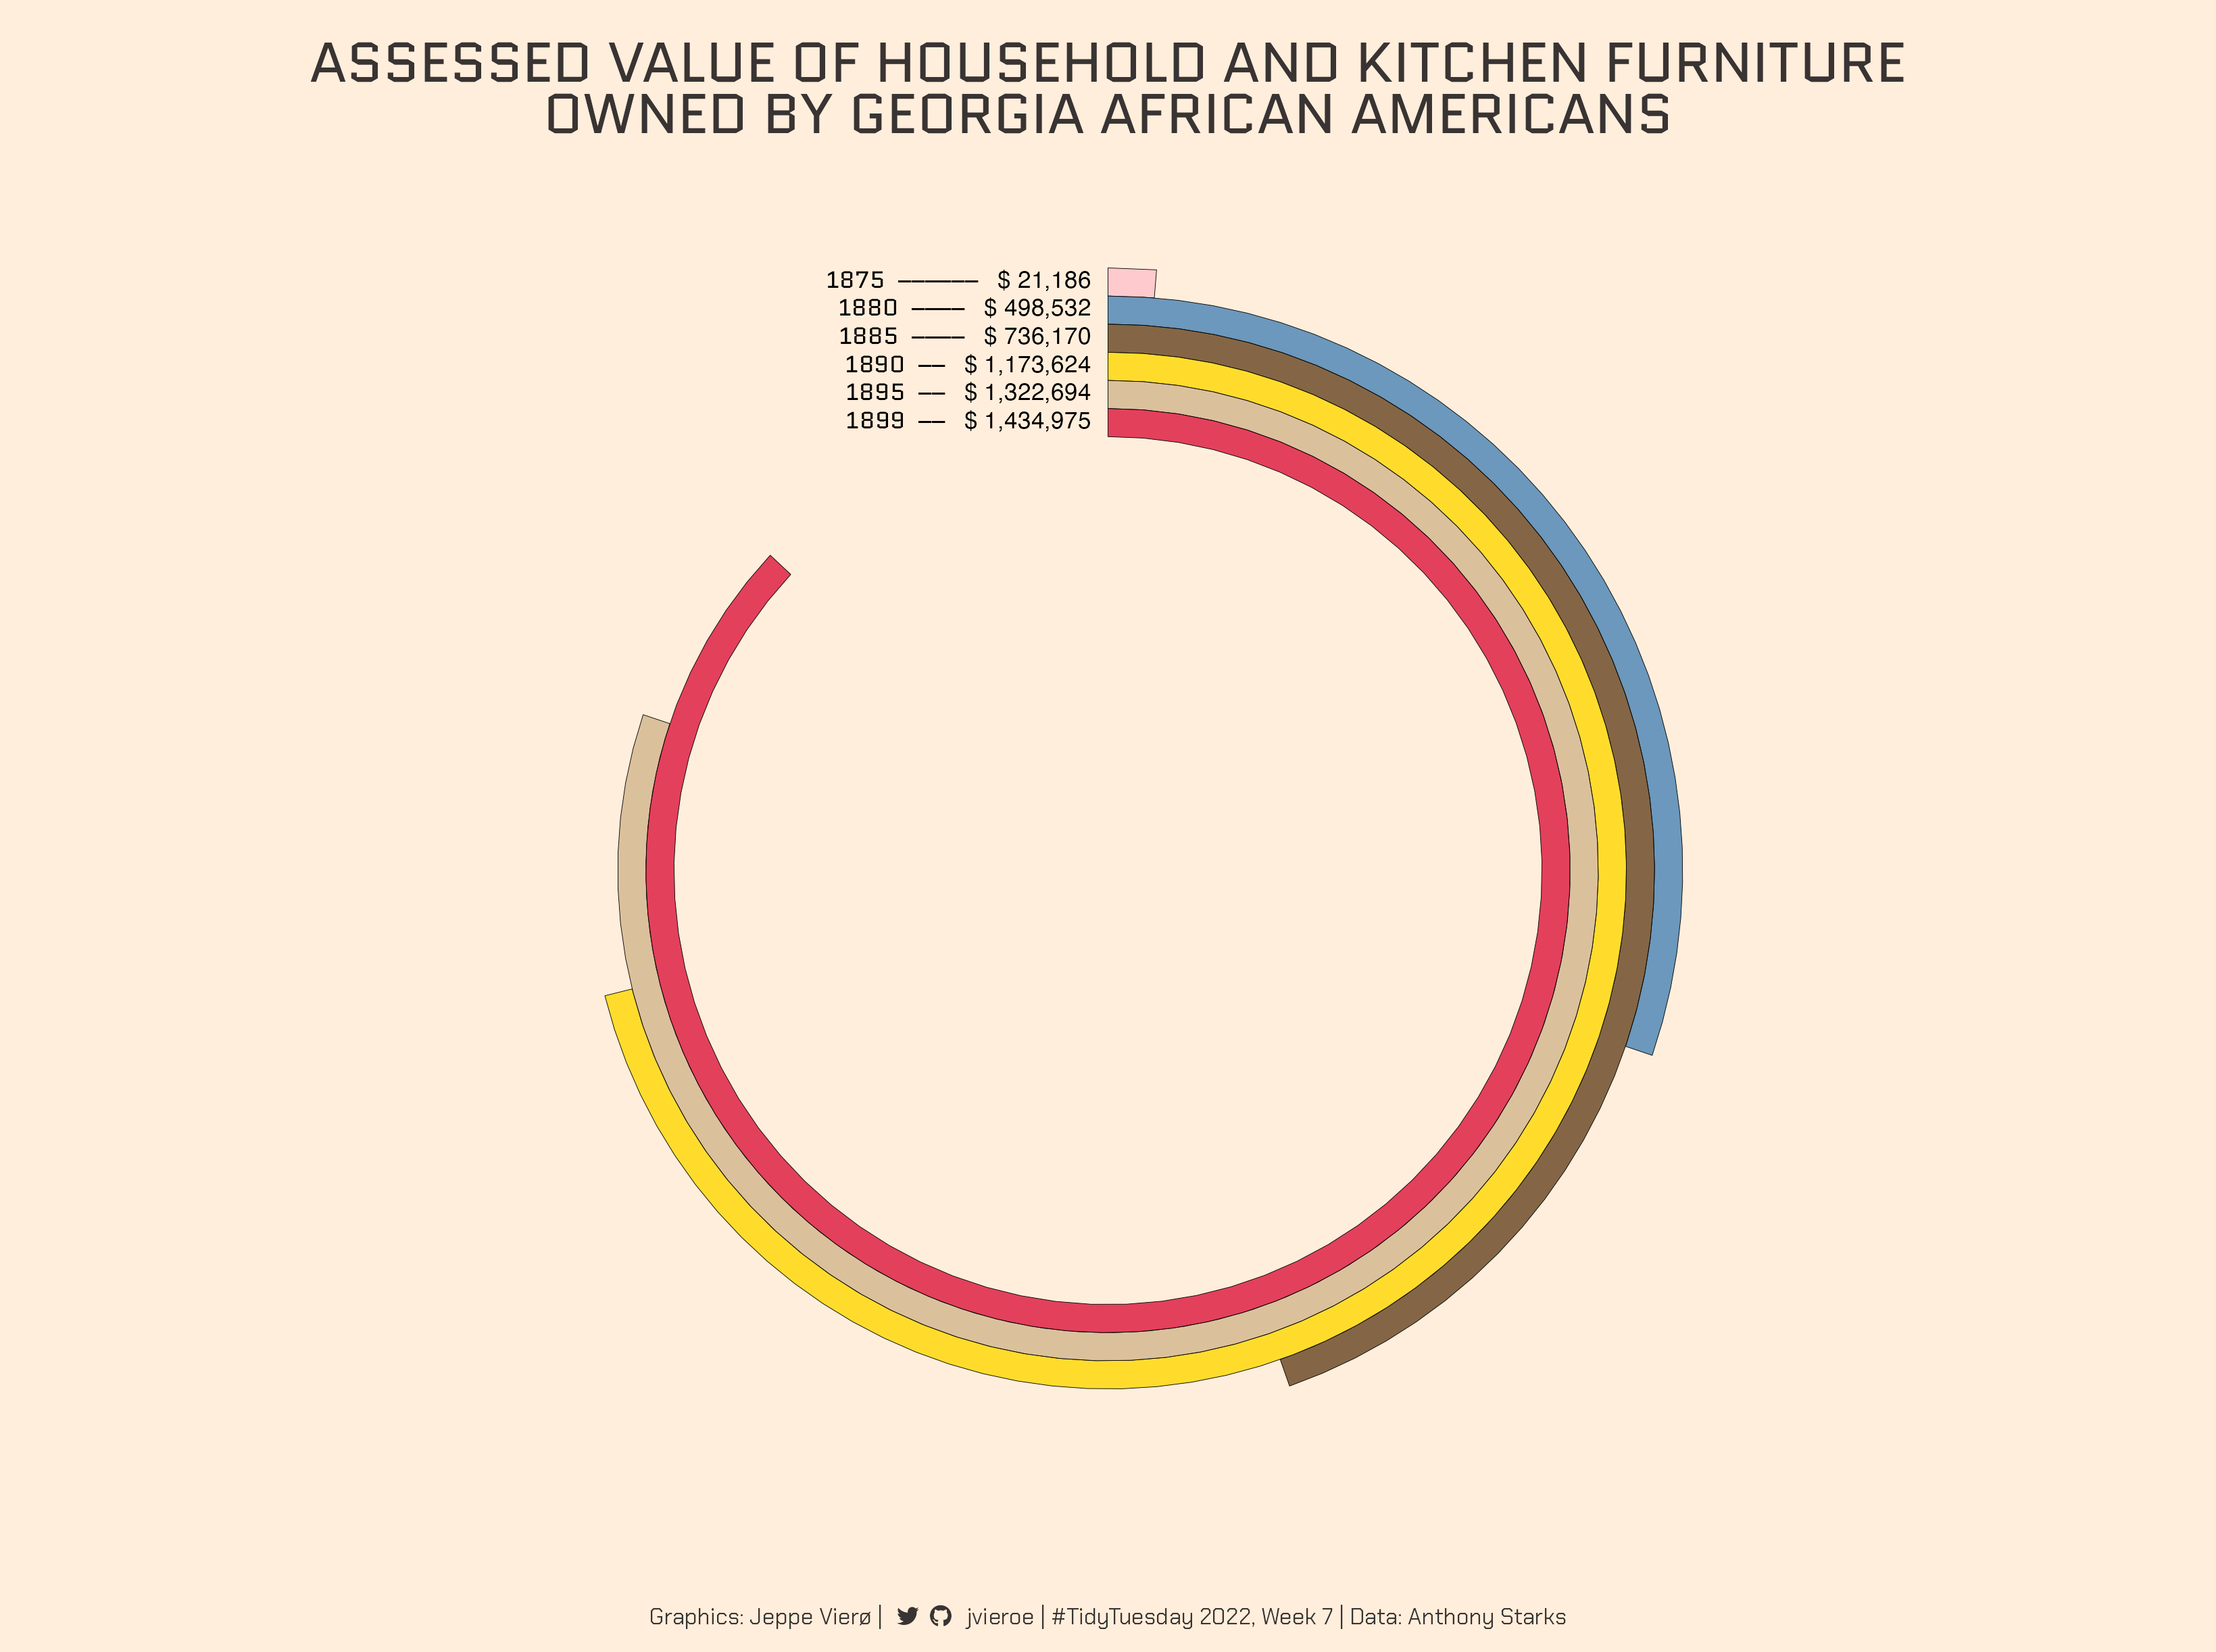 ASSESSED VALUE OF HOUSEHOLD AND KITCHEN FURNITURE
OWNED BY GEORGIA AFRICAN AMERICANS
1875 —————— $ 21,186
1880 ———— $ 498,532
1885 ———— $ 736,170
1890 —— $ 1,173,624
1895 —— $ 1,322,694
1899 —— $ 1,434,975
Graphics: Jeppe Vierø | jvieroe | #TidyTuesday 2022, Week 7 | Data: Anthony Starks